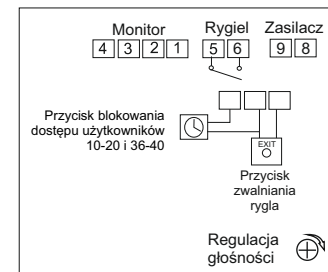 Monitor Rygiel Zasilacz
4 3 2 1 5 6 9 8
Przycisk blokowania
dostępu użytkowników
10-20 i 36-40
EXIT
Przycisk
zwalniania
rygla
Regulacja
głośności